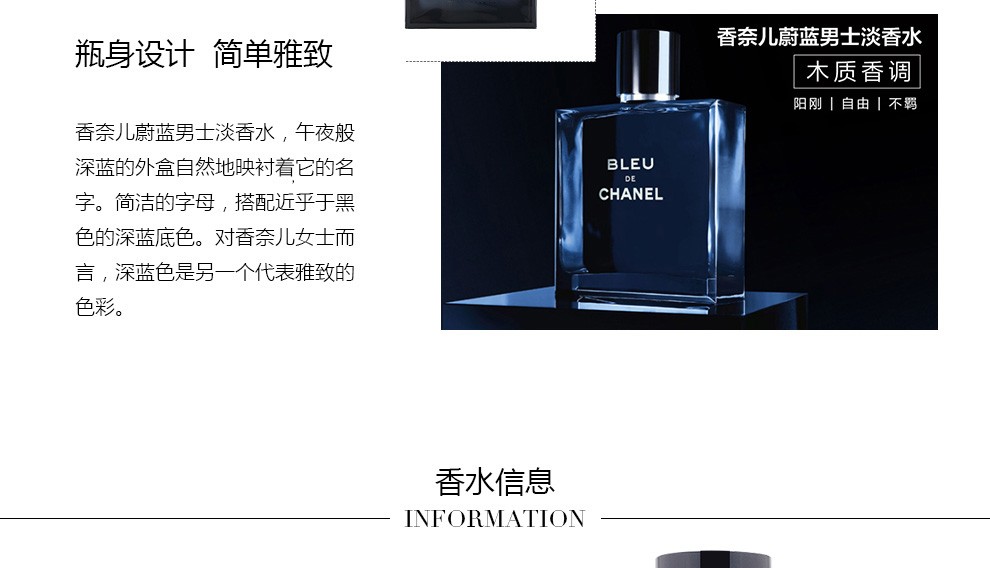 瓶身设计 简单雅致
香奈儿蔚蓝男士淡香水，午夜般
深蓝的外盒自然地映衬着它的名
字。简洁的字母，搭配近乎于黑
色的深蓝底色。对香奈儿女士而
言，深蓝色是另一个代表雅致的
色彩。
香奈儿蔚蓝男士淡香水
木质香调
阳刚 | 自由 | 不羁
BLEU
DE
CHANEL
香水信息
INFORMATION